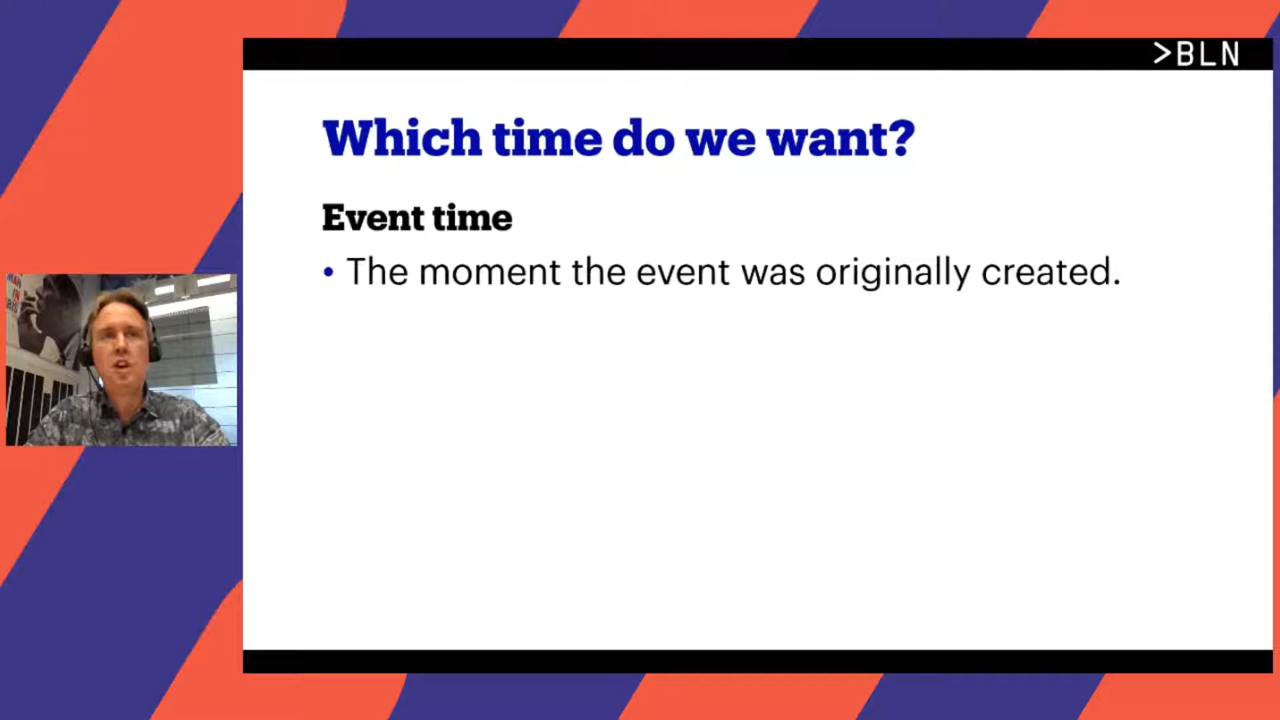 >BLN
Which time do we want?
Event time
• The moment the event was originally created.